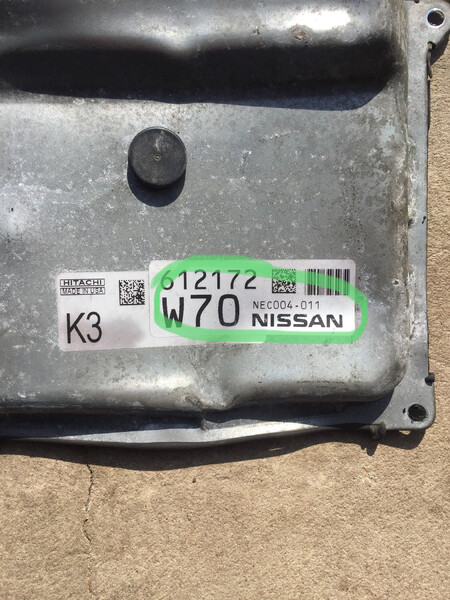 HITACHI
MADE IN USA
K3
612172
W70
NEC004-011
NISSAN